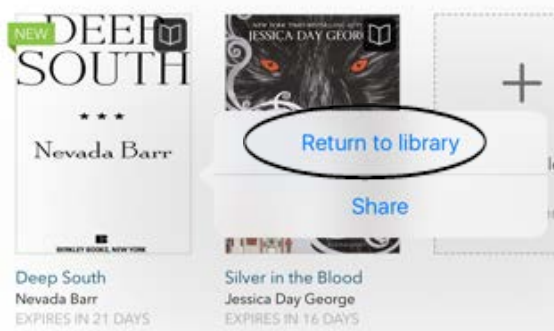 NEW
DEEP
SOUTH
Nevada Barr
BERKLEY BOOKS, NEW YORK
NEW YORK TIMES BESTSELLING AUTHOR
JESSICA DAY GEORGE
Return to library
Share
Deep South
Nevada Barr
EXPIRES IN 21 DAYS
Silver in the Blood
Jessica Day George
EXPIRES IN 16 DAYS